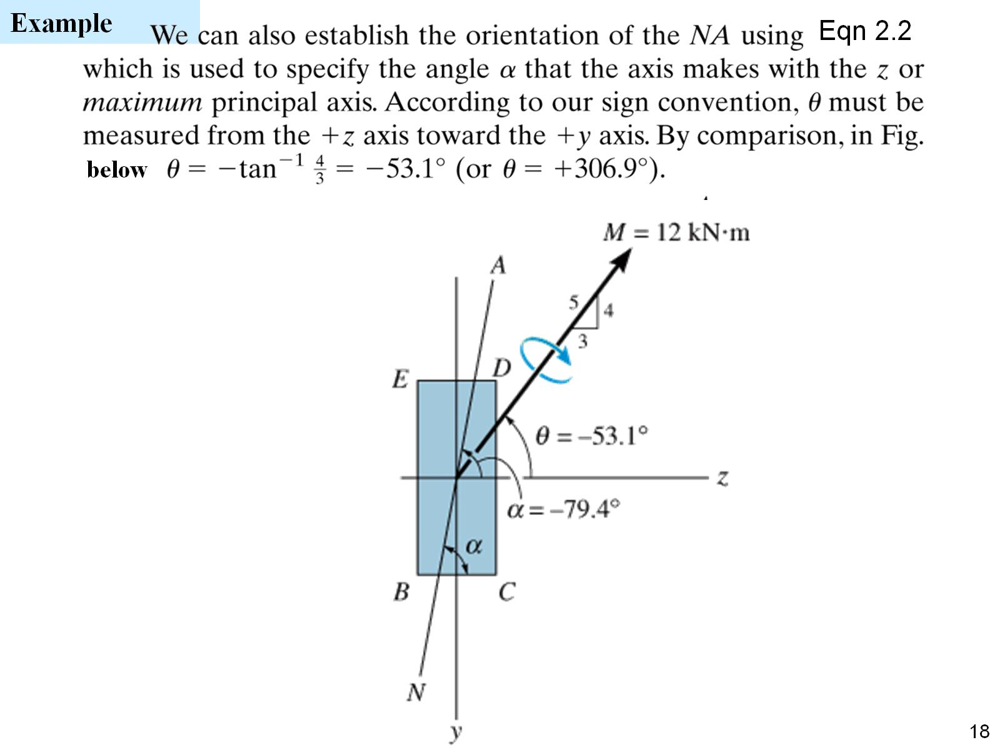 Example
We can also establish the orientation of the NA using Eqn 2.2
which is used to specify the angle α that the axis makes with the z or
maximum principal axis. According to our sign convention, θ must be
measured from the +z axis toward the +y axis. By comparison, in Fig.
below θ = −tan⁻¹ 4/3 = −53.1° (or θ = +306.9°).
M = 12 kN·m
A
5
4
3
D
E
θ = −53.1°
z
α = −79.4°
α
B
C
N
y
18